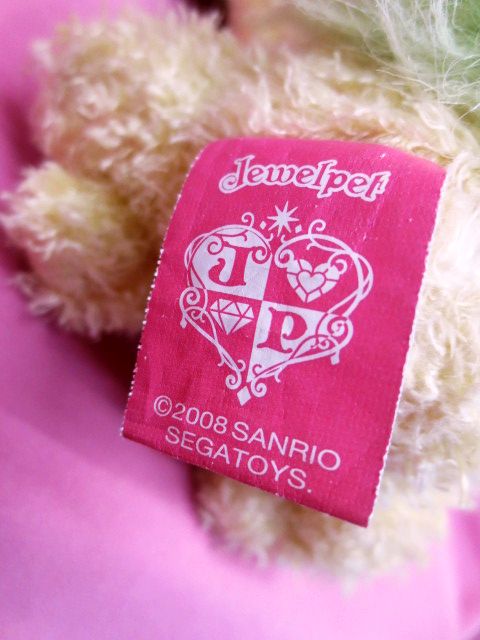 Jewelpet
J
P
©2008 SANRIO
SEGATOYS.